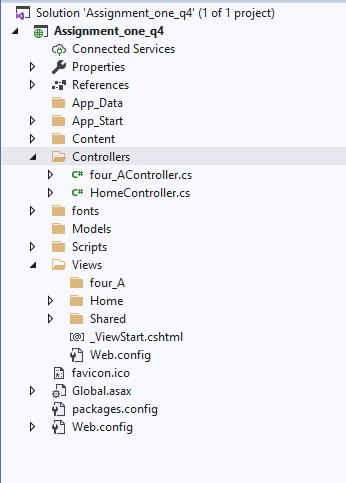 Solution 'Assignment_one_q4' (1 of 1 project)
Assignment_one_q4
Connected Services
Properties
References
App_Data
App_Start
Content
Controllers
C# four_AController.cs
C# HomeController.cs
fonts
Models
Scripts
Views
four_A
Home
Shared
[@] _ViewStart.cshtml
Web.config
favicon.ico
Global.asax
packages.config
Web.config